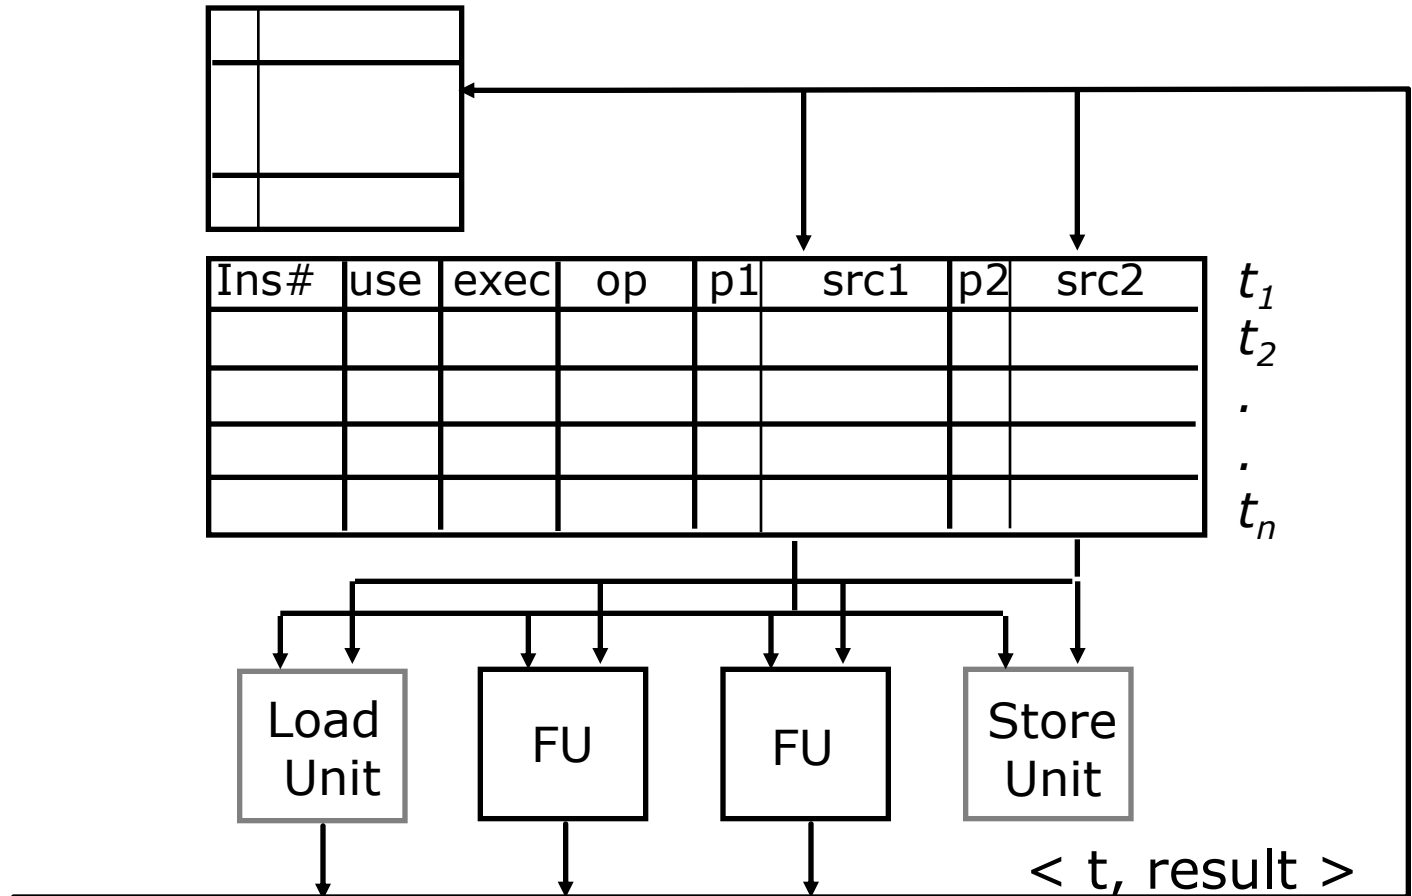 Ins# use exec op p1 src1 p2 src2 t1
t2
.
.
tn
Load Unit
FU
FU
Store Unit
< t, result >